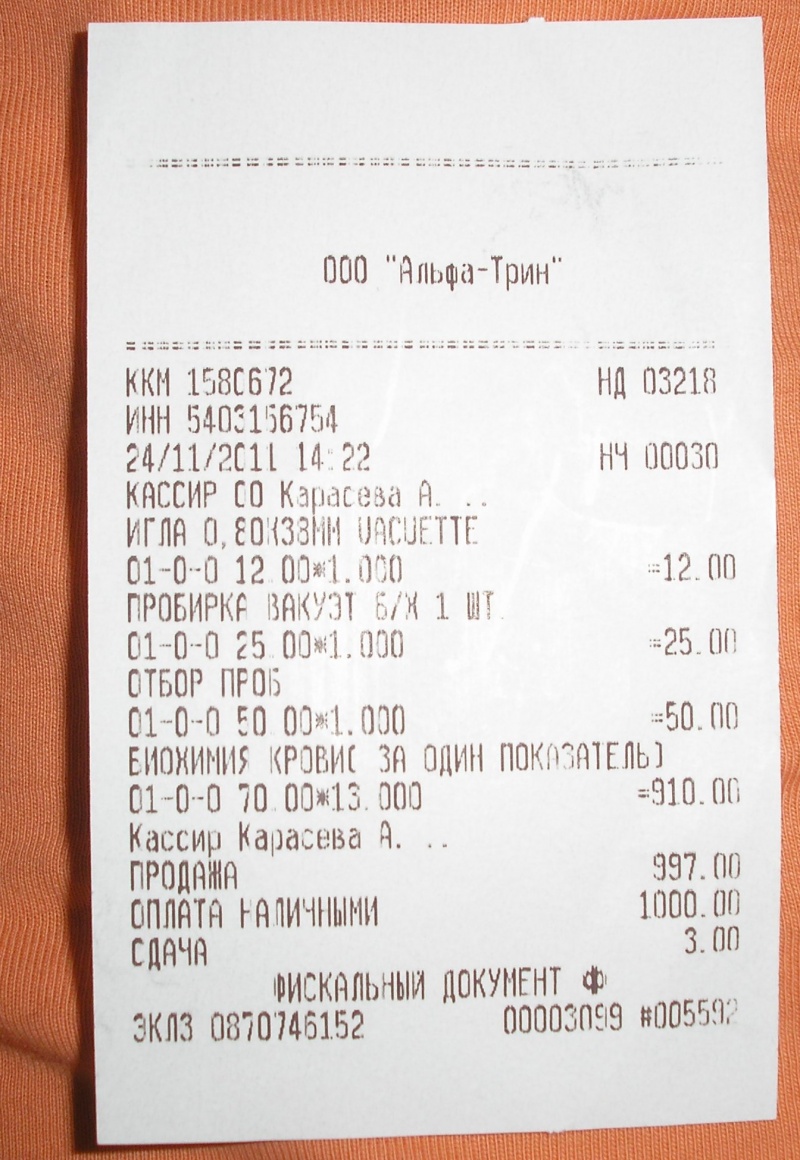 ООО "Альфа-Трин"
ККМ 1580672 НД 03218
ИНН 5403156754
24/11/2011 14:22 НЧ 00030
КАССИР СО Карасева А. ..
ИГЛА 0,80Х38ММ VACUETTE
01-0-0 12.00*1.000 =12.00
ПРОБИРКА ВАКУЭТ Б/Х 1 ШТ.
01-0-0 25.00*1.000 =25.00
ОТБОР ПРОБ
01-0-0 50.00*1.000 =50.00
БИОХИМИЯ КРОВИ( ЗА ОДИН ПОКАЗАТЕЛЬ)
01-0-0 70.00*13.000 =910.00
Кассир Карасева А. ..
ПРОДАЖА 997.00
ОПЛАТА НАЛИЧНЫМИ 1000.00
СДАЧА 3.00
ФИСКАЛЬНЫЙ ДОКУМЕНТ Ф
ЭКЛЗ 0870746152 00003099 #005592